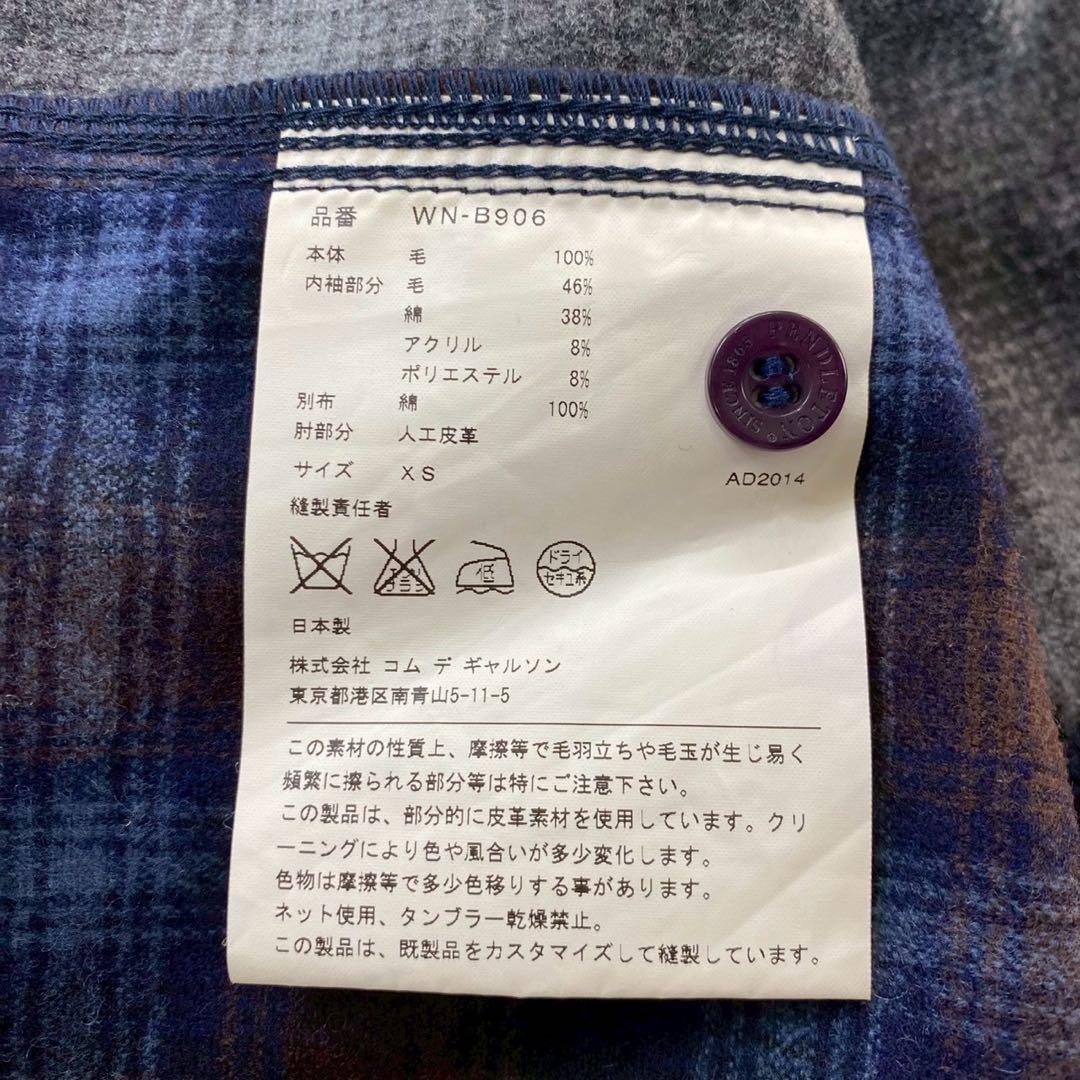 品番 WN-B906
本体 毛 100%
内袖部分 毛 46%
綿 38%
アクリル 8%
ポリエステル 8%
別布 綿 100%
肘部分 人工皮革
サイズ XS
縫製責任者
エンソ サラシ
低
ドライ
セキユ系
日本製
株式会社 コム デ ギャルソン
東京都港区南青山5-11-5
この素材の性質上、摩擦等で毛羽立ちや毛玉が生じ易く
頻繁に擦られる部分等は特にご注意下さい。
この製品は、部分的に皮革素材を使用しています。クリ
ーニングにより色や風合いが多少変化します。
色物は摩擦等で多少色移りする事があります。
ネット使用、タンブラー乾燥禁止。
この製品は、既製品をカスタマイズして縫製しています。
PENDLETON® SINCE 1863
AD2014